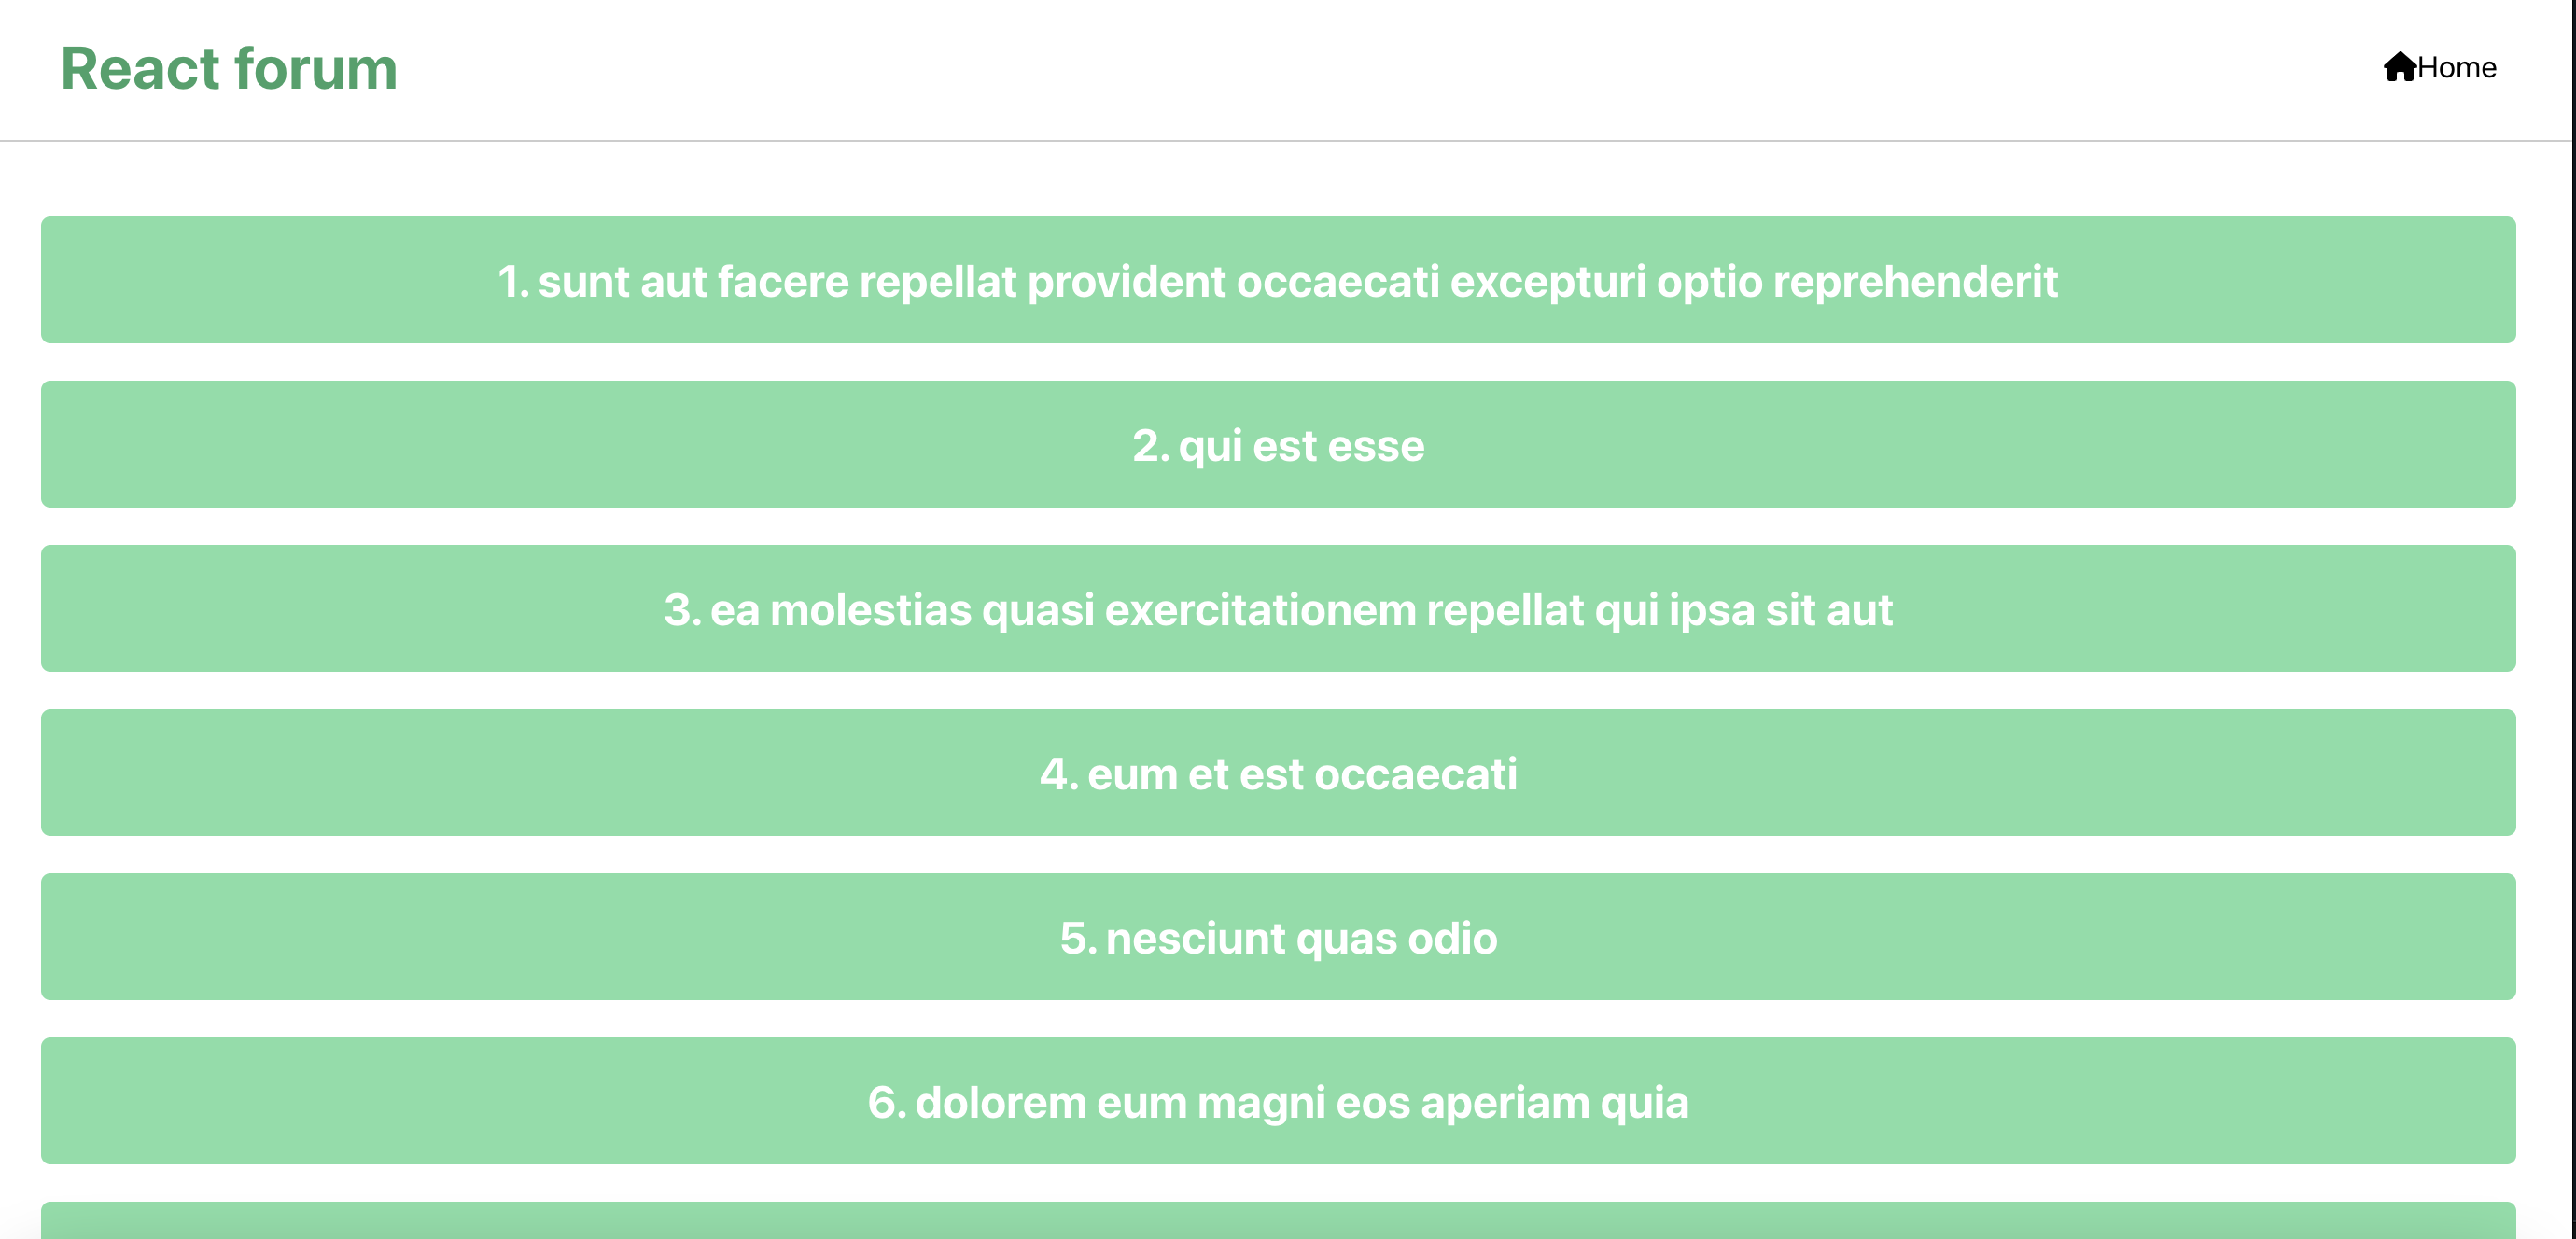 React forum
Home
1. sunt aut facere repellat provident occaecati excepturi optio reprehenderit
2. qui est esse
3. ea molestias quasi exercitationem repellat qui ipsa sit aut
4. eum et est occaecati
5. nesciunt quas odio
6. dolorem eum magni eos aperiam quia